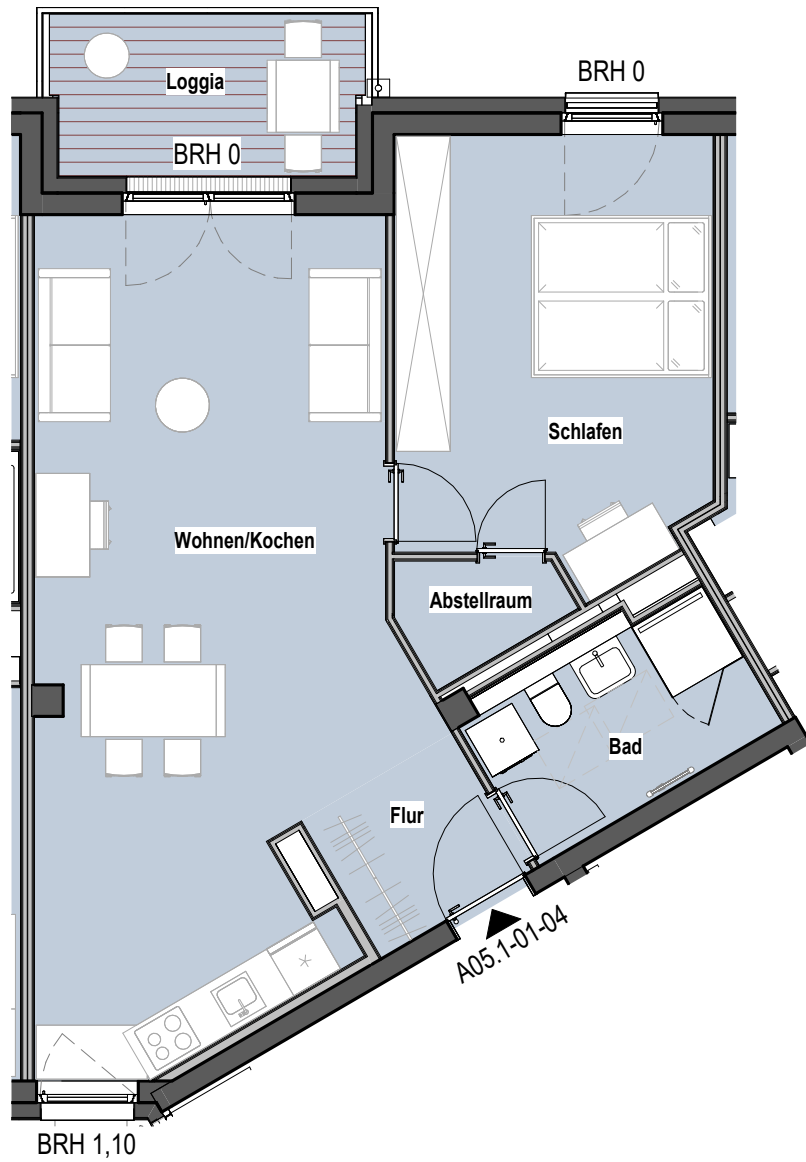 BRH 0
Loggia
BRH 0
Schlafen
Wohnen/Kochen
Abstellraum
Bad
Flur
A05.1-01-04
BRH 1,10